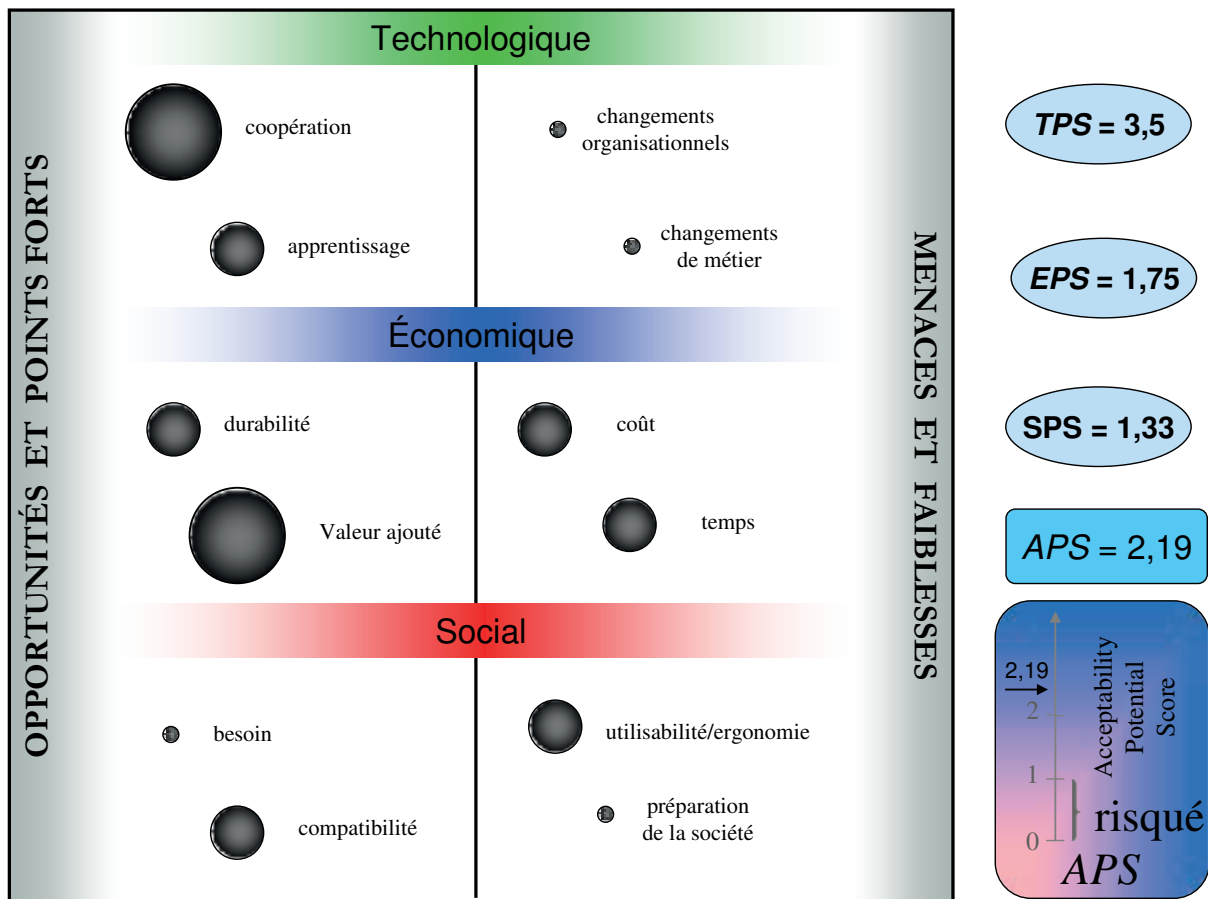 OPPORTUNITÉS ET POINTS FORTS
Technologique
coopération
changements
organisationnels
apprentissage
changements
de métier
Économique
durabilité
coût
Valeur ajouté
temps
Social
besoin
utilisabilité/ergonomie
compatibilité
préparation
de la société
MENACES ET FAIBLESSES
TPS = 3,5
EPS = 1,75
SPS = 1,33
APS = 2,19
2,19
2
1
0
Acceptability
Potential
Score
risqué
APS